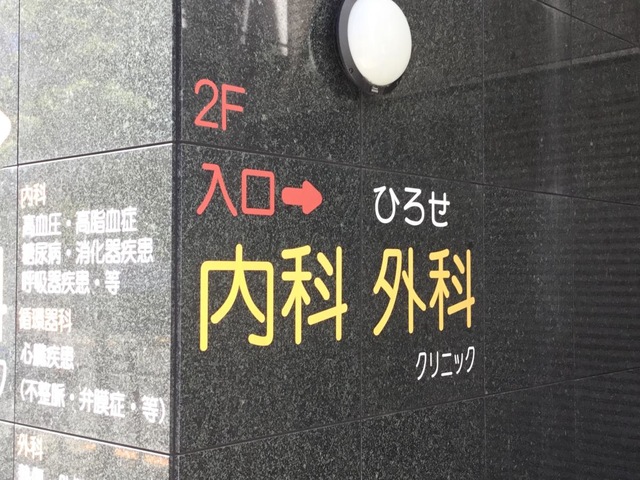 内科
高血圧・高脂血症
糖尿病・消化器疾患
呼吸器疾患・等
循環器科
心臓疾患
(不整脈・弁膜症・等)
外科
2F
入口➡
ひろせ
内科 外科
クリニック